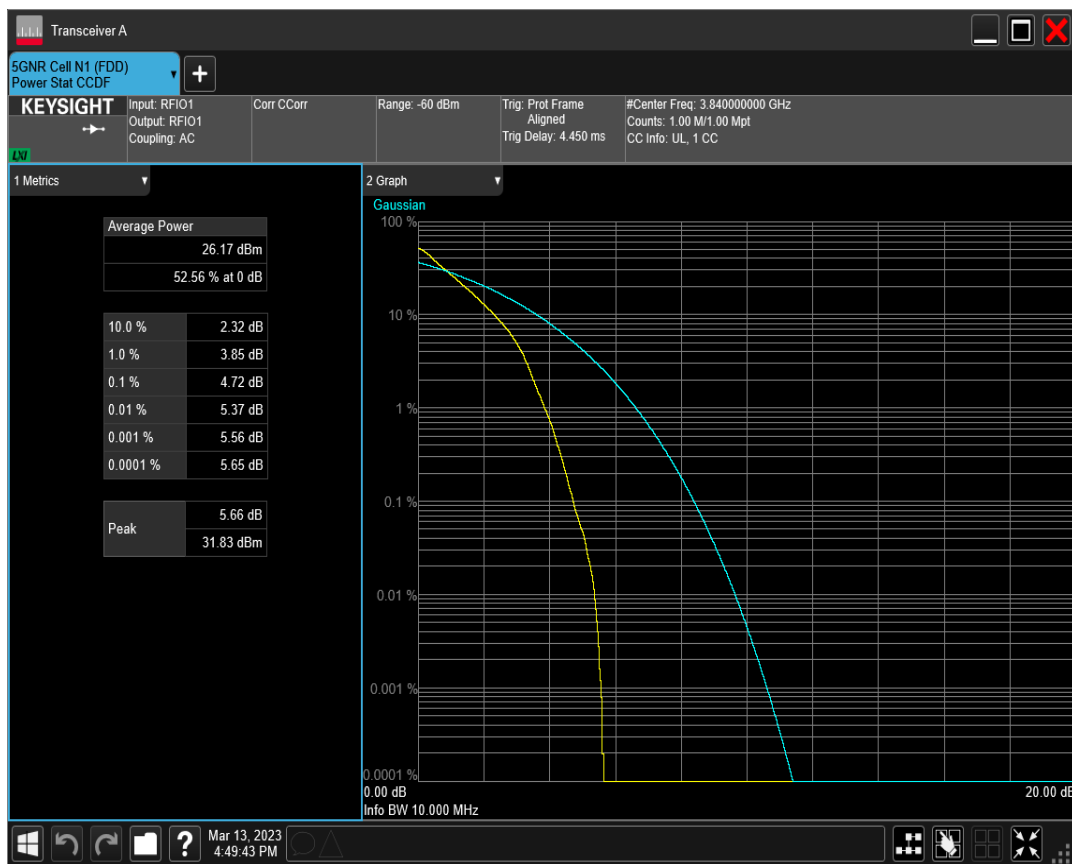 Transceiver A
5GNR Cell N1 (FDD)
Power Stat CCDF
KEYSIGHT
LXI
Input: RFIO1
Output: RFIO1
Coupling: AC
Corr CCorr
Range: -60 dBm
Trig: Prot Frame
Aligned
Trig Delay: 4.450 ms
#Center Freq: 3.840000000 GHz
Counts: 1.00 M/1.00 Mpt
CC Info: UL, 1 CC
1 Metrics
Average Power
26.17 dBm
52.56 % at 0 dB
10.0 % 2.32 dB
1.0 % 3.85 dB
0.1 % 4.72 dB
0.01 % 5.37 dB
0.001 % 5.56 dB
0.0001 % 5.65 dB
Peak
5.66 dB
31.83 dBm
2 Graph
Gaussian
100 %
10 %
1 %
0.1 %
0.01 %
0.001 %
0.0001 %
0.00 dB 20.00 dB
Info BW 10.000 MHz
?
Mar 13, 2023
4:49:43 PM